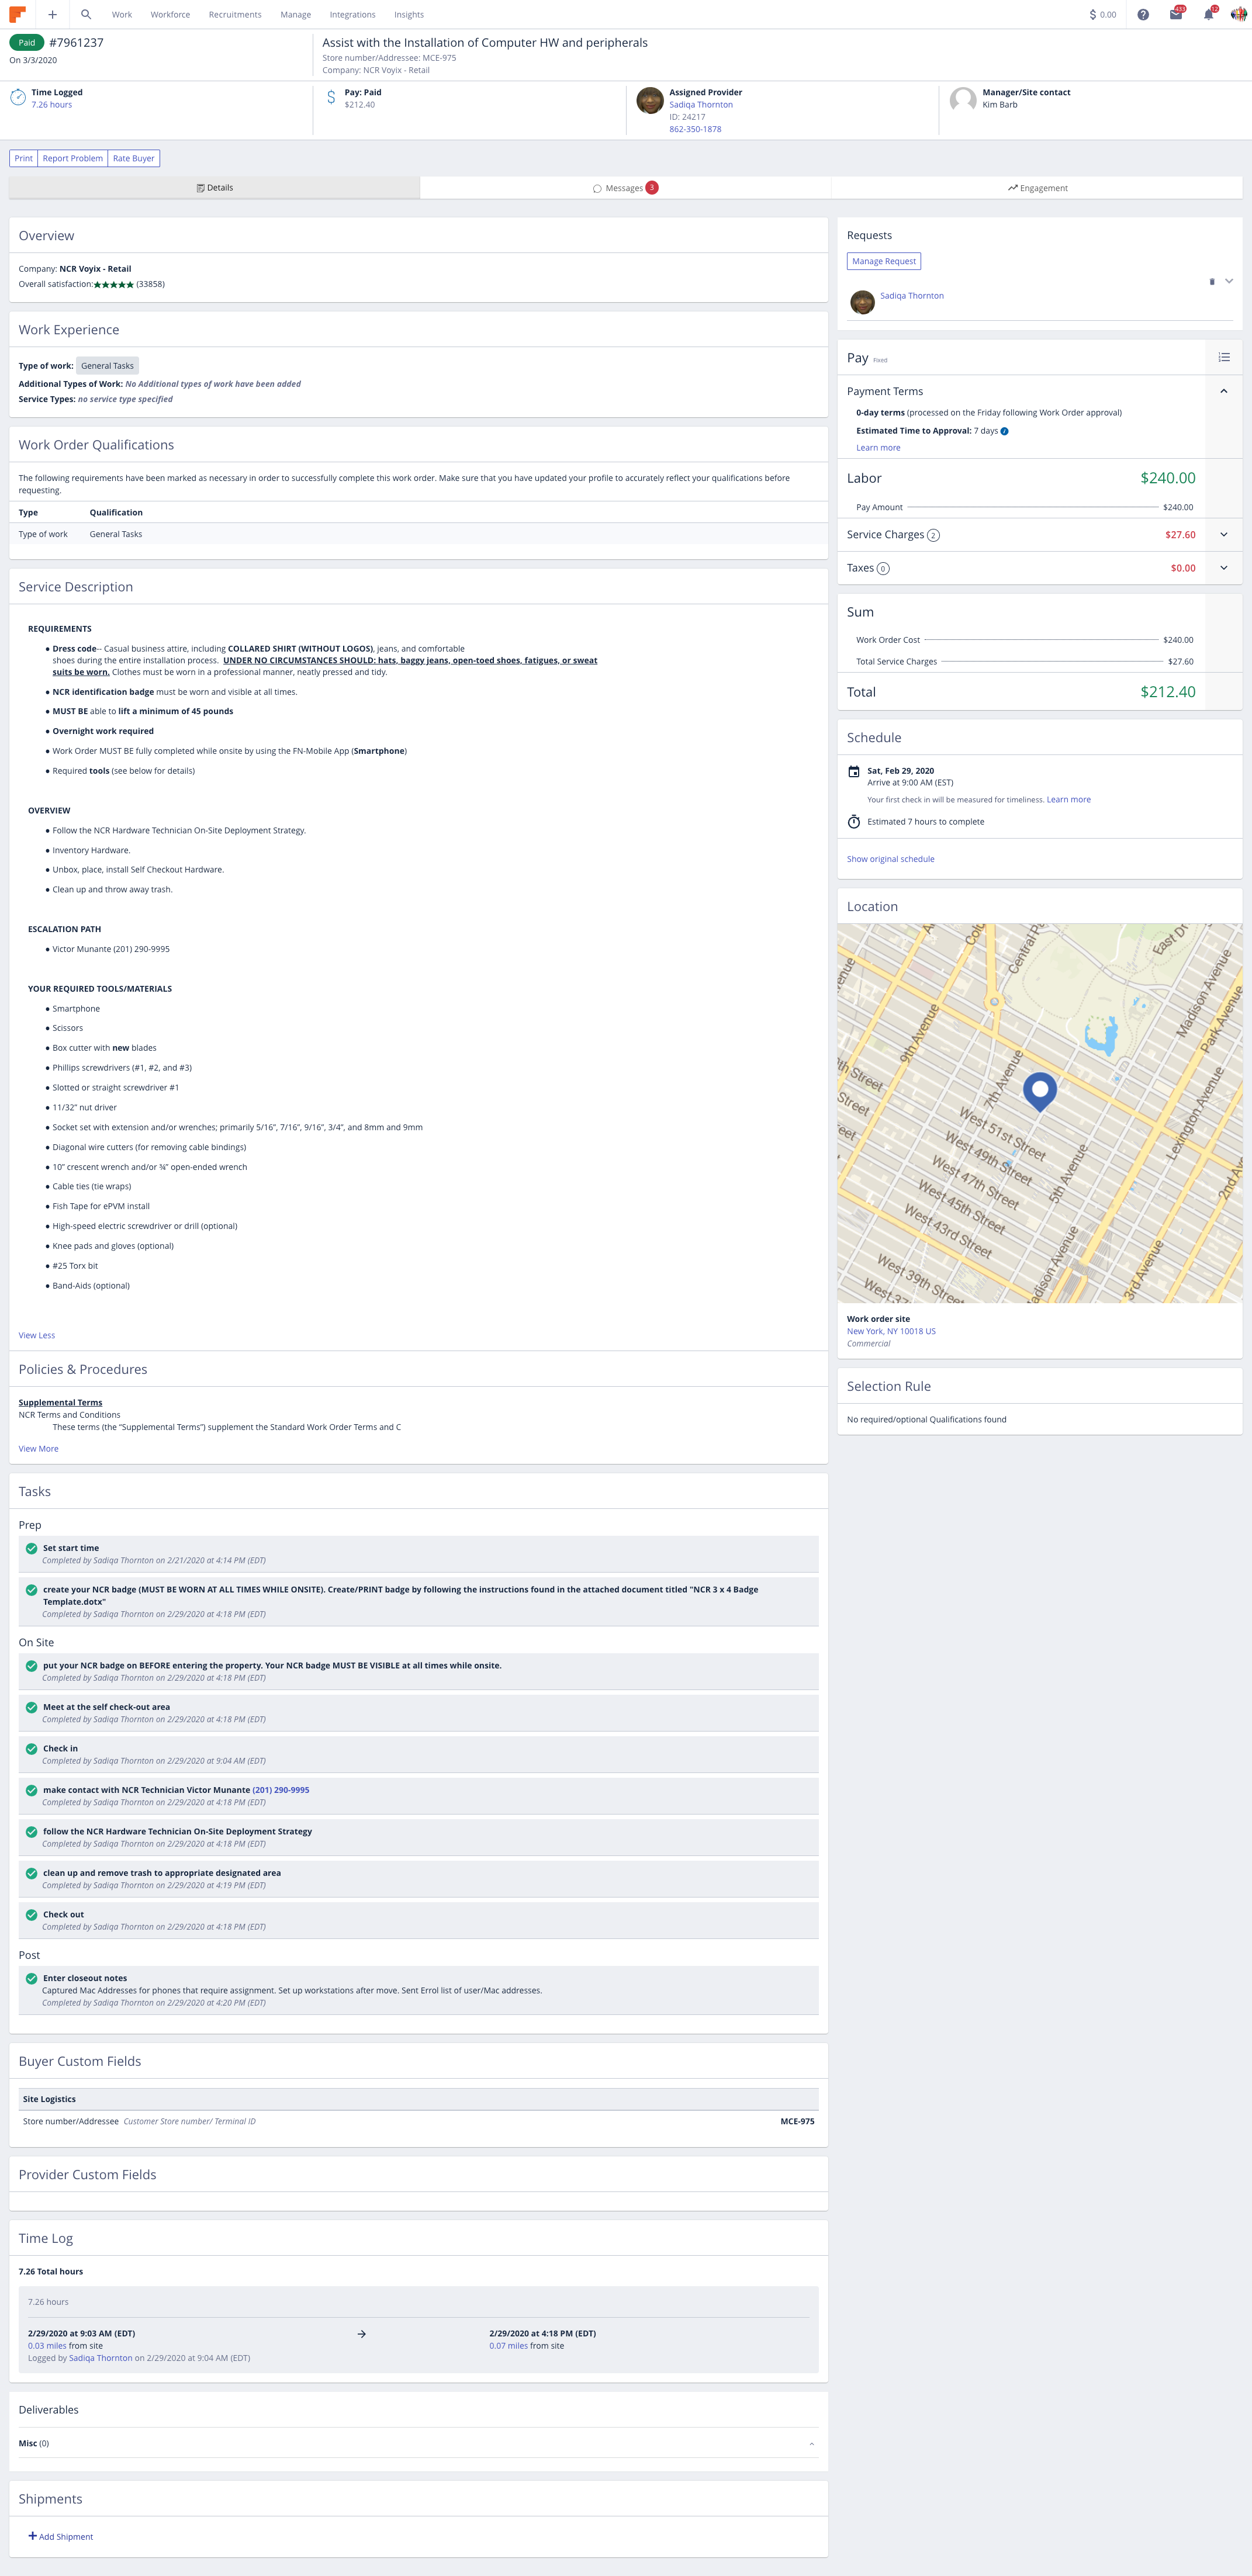 Work Workforce Recruitments Manage Integrations Insights $ 0.00 433 12
Paid #7961237
On 3/3/2020
Assist with the Installation of Computer HW and peripherals
Store number/Addressee: MCE-975
Company: NCR Voyix - Retail
Time Logged
7.26 hours
Pay: Paid
$212.40
Assigned Provider
Sadiqa Thornton
ID: 24217
862-350-1878
Manager/Site contact
Kim Barb
Print Report Problem Rate Buyer
Details Messages 3 Engagement
Overview
Company: NCR Voyix - Retail
Overall satisfaction:★★★★★ (33858)
Work Experience
Type of work: General Tasks
Additional Types of Work: No Additional types of work have been added
Service Types: no service type specified
Work Order Qualifications
The following requirements have been marked as necessary in order to successfully complete this work order. Make sure that you have updated your profile to accurately reflect your qualifications before
requesting.
Type Qualification
Type of work General Tasks
Service Description
REQUIREMENTS
● Dress code-- Casual business attire, including COLLARED SHIRT (WITHOUT LOGOS), jeans, and comfortable
shoes during the entire installation process. UNDER NO CIRCUMSTANCES SHOULD: hats, baggy jeans, open-toed shoes, fatigues, or sweat
suits be worn. Clothes must be worn in a professional manner, neatly pressed and tidy.
● NCR identification badge must be worn and visible at all times.
● MUST BE able to lift a minimum of 45 pounds
● Overnight work required
● Work Order MUST BE fully completed while onsite by using the FN-Mobile App (Smartphone)
● Required tools (see below for details)
OVERVIEW
● Follow the NCR Hardware Technician On-Site Deployment Strategy.
● Inventory Hardware.
● Unbox, place, install Self Checkout Hardware.
● Clean up and throw away trash.
ESCALATION PATH
● Victor Munante (201) 290-9995
YOUR REQUIRED TOOLS/MATERIALS
● Smartphone
● Scissors
● Box cutter with new blades
● Phillips screwdrivers (#1, #2, and #3)
● Slotted or straight screwdriver #1
● 11/32” nut driver
● Socket set with extension and/or wrenches; primarily 5/16”, 7/16”, 9/16”, 3/4”, and 8mm and 9mm
● Diagonal wire cutters (for removing cable bindings)
● 10” crescent wrench and/or ¾” open-ended wrench
● Cable ties (tie wraps)
● Fish Tape for ePVM install
● High-speed electric screwdriver or drill (optional)
● Knee pads and gloves (optional)
● #25 Torx bit
● Band-Aids (optional)
View Less
Policies & Procedures
Supplemental Terms
NCR Terms and Conditions
These terms (the “Supplemental Terms”) supplement the Standard Work Order Terms and C
View More
Tasks
Prep
Set start time
Completed by Sadiqa Thornton on 2/21/2020 at 4:14 PM (EDT)
create your NCR badge (MUST BE WORN AT ALL TIMES WHILE ONSITE). Create/PRINT badge by following the instructions found in the attached document titled "NCR 3 x 4 Badge
Template.dotx"
Completed by Sadiqa Thornton on 2/29/2020 at 4:18 PM (EDT)
On Site
put your NCR badge on BEFORE entering the property. Your NCR badge MUST BE VISIBLE at all times while onsite.
Completed by Sadiqa Thornton on 2/29/2020 at 4:18 PM (EDT)
Meet at the self check-out area
Completed by Sadiqa Thornton on 2/29/2020 at 4:18 PM (EDT)
Check in
Completed by Sadiqa Thornton on 2/29/2020 at 9:04 AM (EDT)
make contact with NCR Technician Victor Munante (201) 290-9995
Completed by Sadiqa Thornton on 2/29/2020 at 4:18 PM (EDT)
follow the NCR Hardware Technician On-Site Deployment Strategy
Completed by Sadiqa Thornton on 2/29/2020 at 4:18 PM (EDT)
clean up and remove trash to appropriate designated area
Completed by Sadiqa Thornton on 2/29/2020 at 4:19 PM (EDT)
Check out
Completed by Sadiqa Thornton on 2/29/2020 at 4:18 PM (EDT)
Post
Enter closeout notes
Captured Mac Addresses for phones that require assignment. Set up workstations after move. Sent Errol list of user/Mac addresses.
Completed by Sadiqa Thornton on 2/29/2020 at 4:20 PM (EDT)
Buyer Custom Fields
Site Logistics
Store number/Addressee Customer Store number/ Terminal ID MCE-975
Provider Custom Fields
Time Log
7.26 Total hours
7.26 hours
2/29/2020 at 9:03 AM (EDT) 2/29/2020 at 4:18 PM (EDT)
0.03 miles from site 0.07 miles from site
Logged by Sadiqa Thornton on 2/29/2020 at 9:04 AM (EDT)
Deliverables
Misc (0)
Shipments
Add Shipment
Requests
Manage Request
Sadiqa Thornton
Pay Fixed
Payment Terms
0-day terms (processed on the Friday following Work Order approval)
Estimated Time to Approval: 7 days
Learn more
Labor $240.00
Pay Amount $240.00
Service Charges 2 $27.60
Taxes 0 $0.00
Sum
Work Order Cost $240.00
Total Service Charges $27.60
Total $212.40
Schedule
Sat, Feb 29, 2020
Arrive at 9:00 AM (EST)
Your first check in will be measured for timeliness. Learn more
Estimated 7 hours to complete
Show original schedule
Location
East Dr
Madison Avenue
Park Avenue
9th Avenue
7th Avenue
West 51st Street
West 49th Street
West 47th Street
West 45th Street
West 43rd Street
West 39th Street
5th Avenue
Lexington Avenue
3rd Avenue
Work order site
New York, NY 10018 US
Commercial
Selection Rule
No required/optional Qualifications found